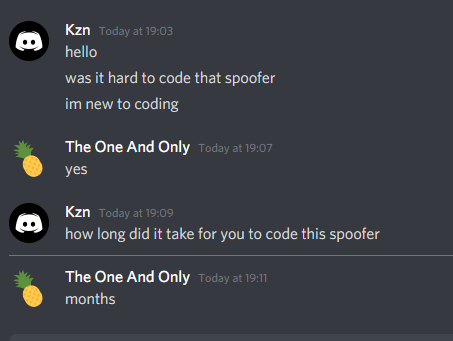 Kzn Today at 19:03
hello
was it hard to code that spoofer
im new to coding
The One And Only Today at 19:07
yes
Kzn Today at 19:09
how long did it take for you to code this spoofer
The One And Only Today at 19:11
months